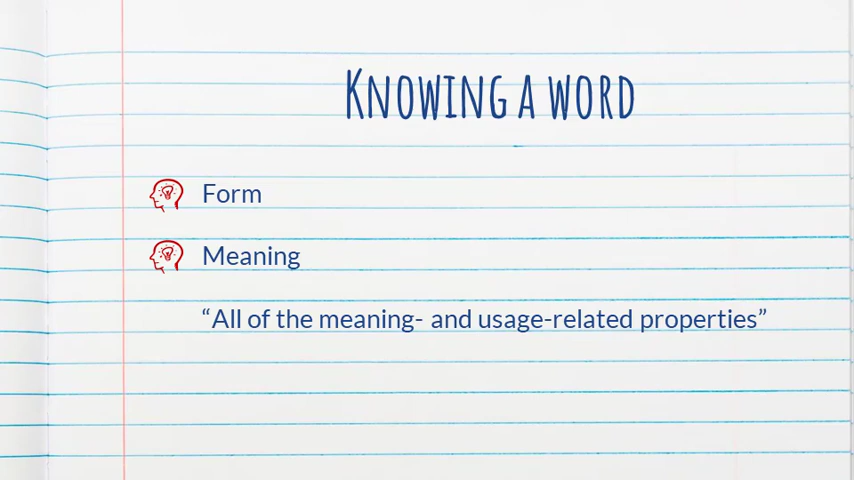 Knowing a word
Form
Meaning
“All of the meaning- and usage-related properties”